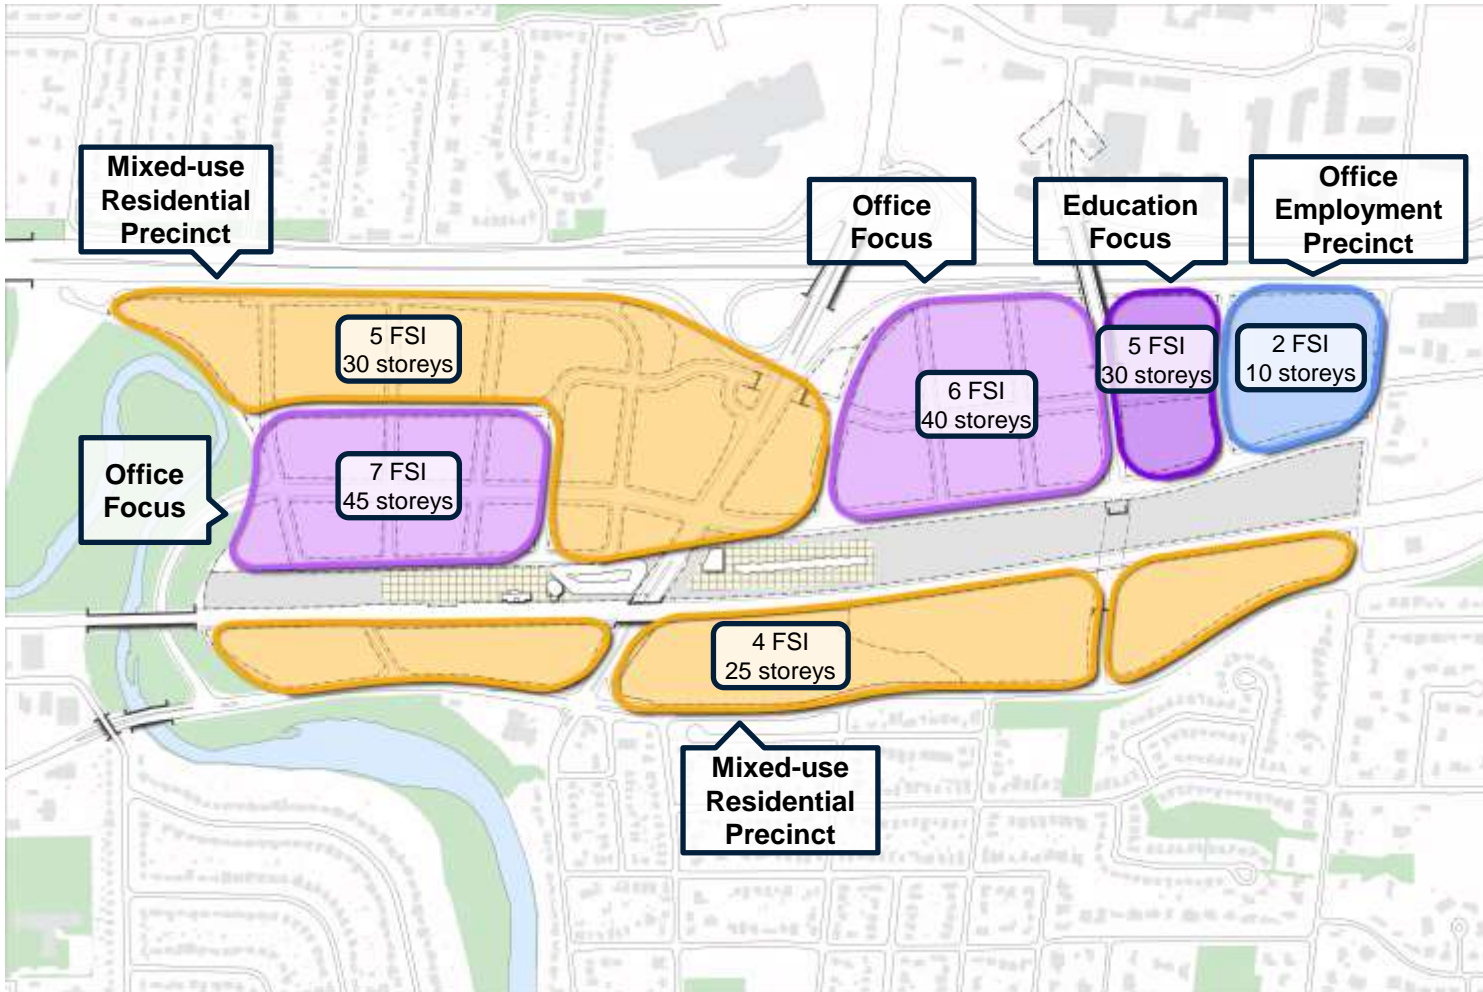 Mixed-use
Residential
Precinct
Office
Focus
Education
Focus
Office
Employment
Precinct
5 FSI
30 storeys
6 FSI
40 storeys
5 FSI
30 storeys
2 FSI
10 storeys
Office
Focus
7 FSI
45 storeys
4 FSI
25 storeys
Mixed-use
Residential
Precinct